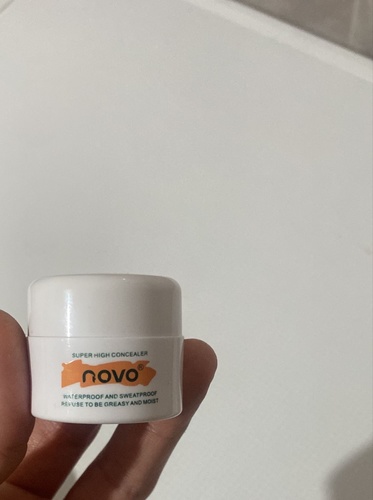 SUPER HIGH CONCEALER
novo®
WATERPROOF AND SWEATPROOF
REFUSE TO BE GREASY AND MOIST